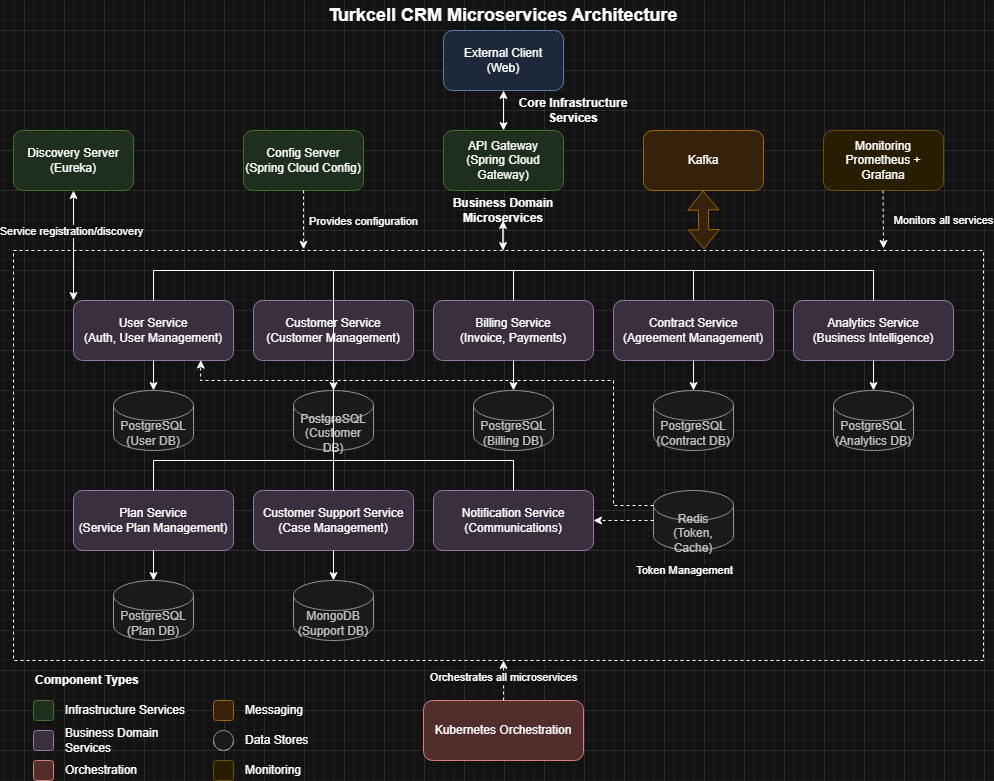 Turkcell CRM Microservices Architecture
External Client
(Web)
Core Infrastructure
Services
Discovery Server
(Eureka)
Config Server
(Spring Cloud Config)
API Gateway
(Spring Cloud
Gateway)
Kafka
Monitoring
Prometheus +
Grafana
Business Domain
Microservices
Service registration/discovery
Provides configuration
Monitors all services
User Service
(Auth, User Management)
Customer Service
(Customer Management)
Billing Service
(Invoice, Payments)
Contract Service
(Agreement Management)
Analytics Service
(Business Intelligence)
PostgreSQL
(User DB)
PostgreSQL
(Customer
DB)
PostgreSQL
(Billing DB)
PostgreSQL
(Contract DB)
PostgreSQL
(Analytics DB)
Plan Service
(Service Plan Management)
Customer Support Service
(Case Management)
Notification Service
(Communications)
Redis
(Token,
Cache)
Token Management
PostgreSQL
(Plan DB)
MongoDB
(Support DB)
Orchestrates all microservices
Kubernetes Orchestration
Component Types
Infrastructure Services
Messaging
Business Domain
Services
Data Stores
Orchestration
Monitoring